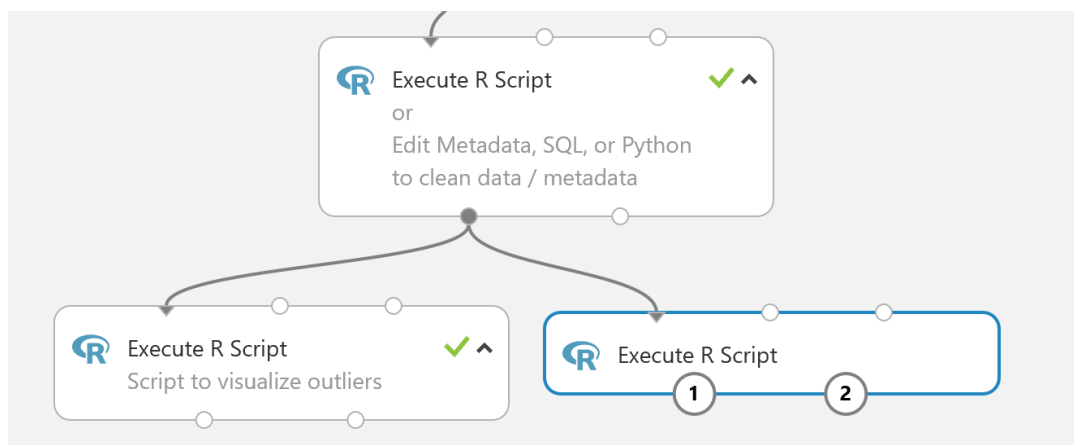 R Execute R Script
or
Edit Metadata, SQL, or Python
to clean data / metadata
R Execute R Script
Script to visualize outliers
R Execute R Script
1 2